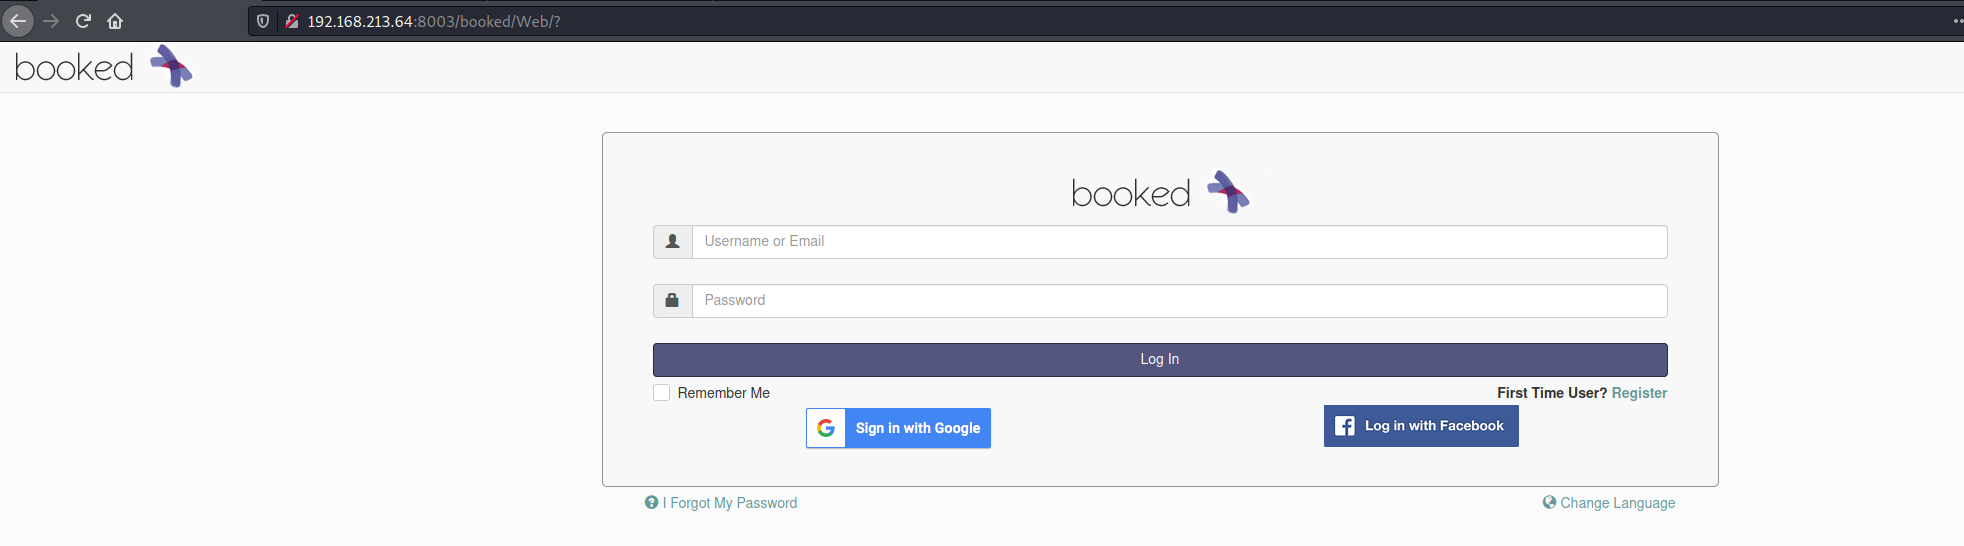 192.168.213.64:8003/booked/Web/?
booked
booked
Username or Email
Password
Log In
Remember Me
First Time User? Register
Sign in with Google
Log in with Facebook
I Forgot My Password
Change Language